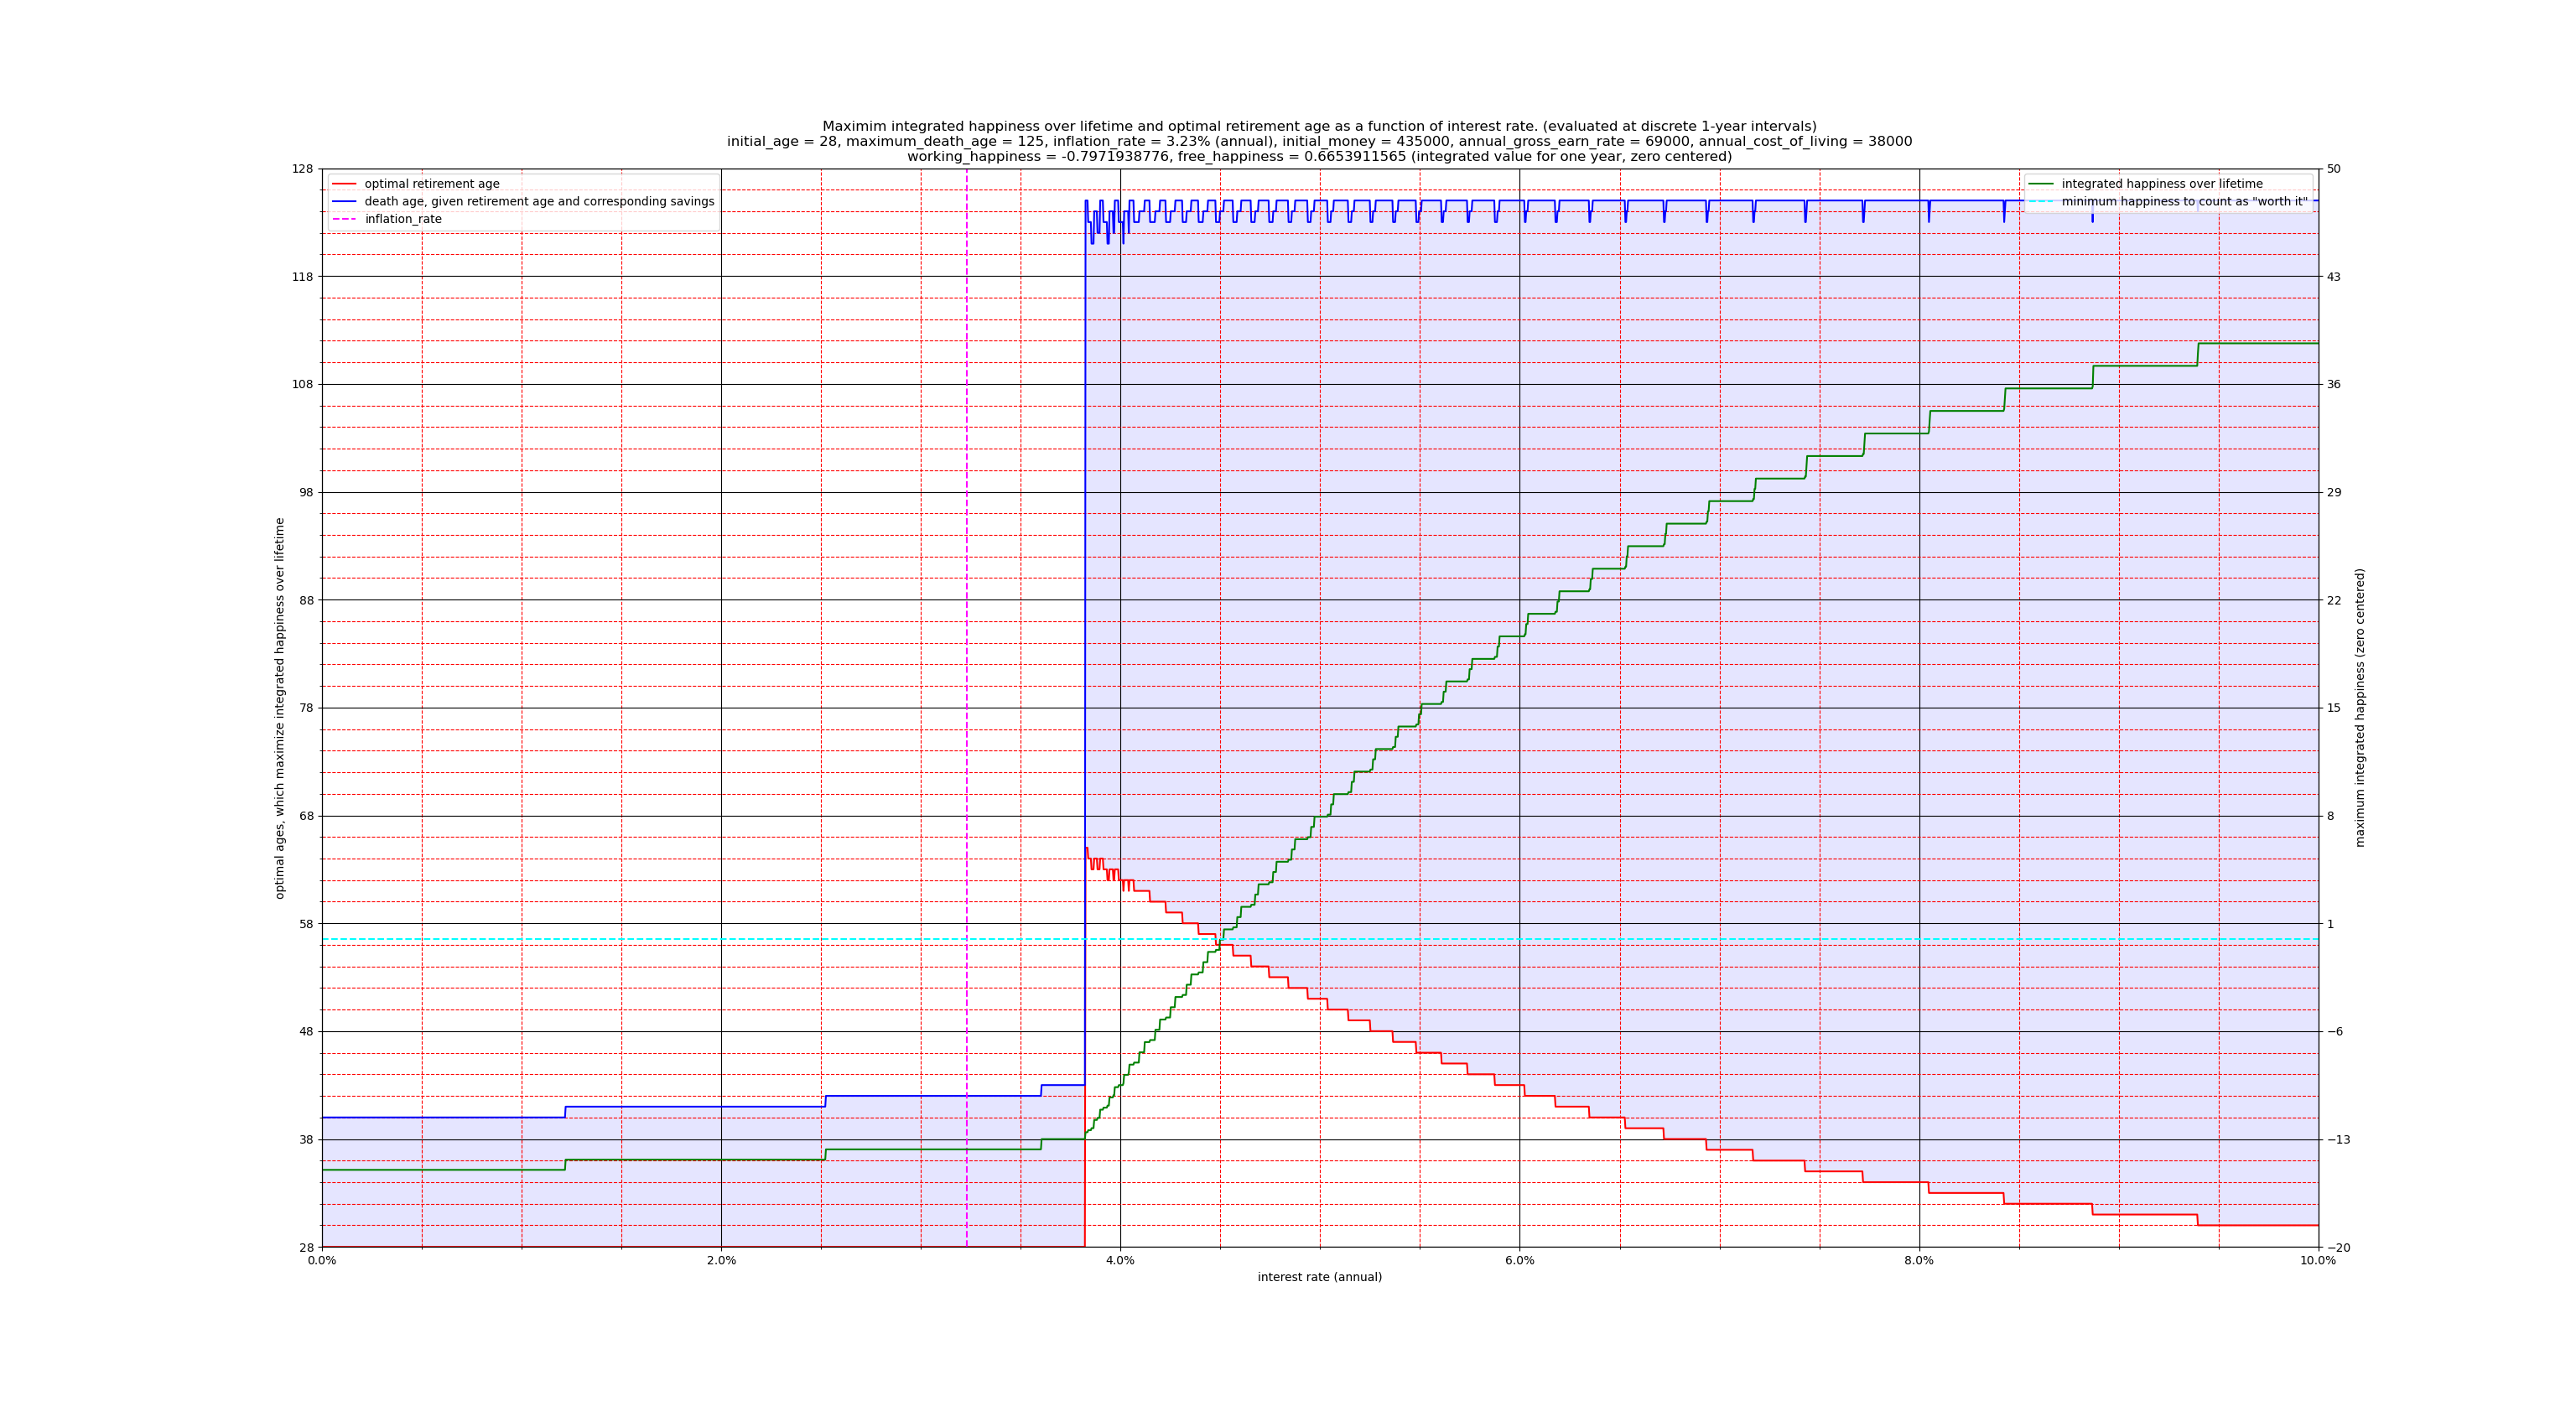 Maximim integrated happiness over lifetime and optimal retirement age as a function of interest rate. (evaluated at discrete 1-year intervals)
initial_age = 28, maximum_death_age = 125, inflation_rate = 3.23% (annual), initial_money = 435000, annual_gross_earn_rate = 69000, annual_cost_of_living = 38000
working_happiness = -0.7971938776, free_happiness = 0.6653911565 (integrated value for one year, zero centered)
optimal retirement age
death age, given retirement age and corresponding savings
inflation_rate
integrated happiness over lifetime
minimum happiness to count as "worth it"
optimal ages, which maximize integrated happiness over lifetime
128
118
108
98
88
78
68
58
48
38
28
50
43
36
29
22
15
8
1
−6
−13
−20
maximum integrated happiness (zero centered)
0.0%
2.0%
4.0%
6.0%
8.0%
10.0%
interest rate (annual)